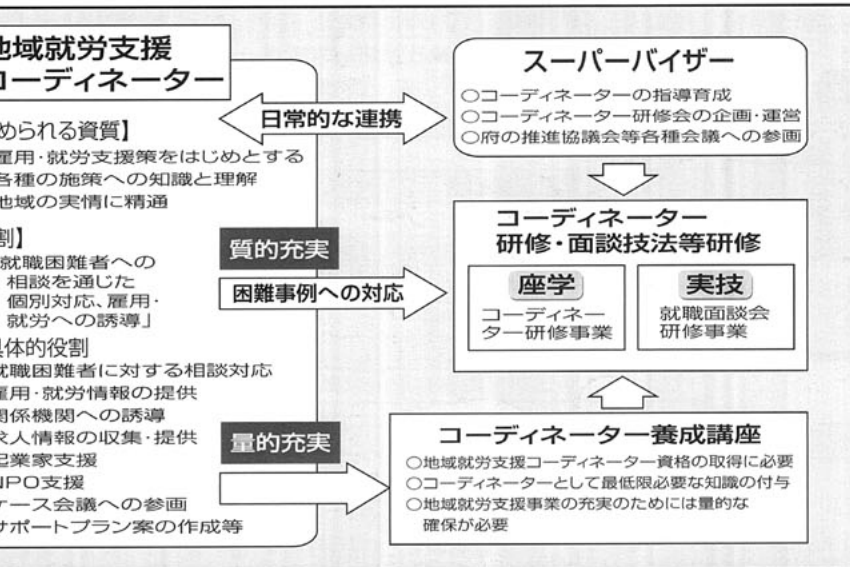 地域就労支援
コーディネーター
められる資質】
雇用・就労支援策をはじめとする
各種の施策への知識と理解
地域の実情に精通
割】
就職困難者への
相談を通じた
個別対応、雇用・
就労への誘導」
具体的役割
就職困難者に対する相談対応
雇用・就労情報の提供
関係機関への誘導
求人情報の収集・提供
起業家支援
NPO支援
ケース会議への参画
サポートプラン案の作成等
日常的な連携
質的充実
困難事例への対応
量的充実
スーパーバイザー
○コーディネーターの指導育成
○コーディネーター研修会の企画・運営
○府の推進協議会等各種会議への参画
コーディネーター
研修・面談技法等研修
座学
コーディネー
ター研修事業
実技
就職面談会
研修事業
コーディネーター養成講座
○地域就労支援コーディネーター資格の取得に必要
○コーディネーターとして最低限必要な知識の付与
○地域就労支援事業の充実のためには量的な
確保が必要